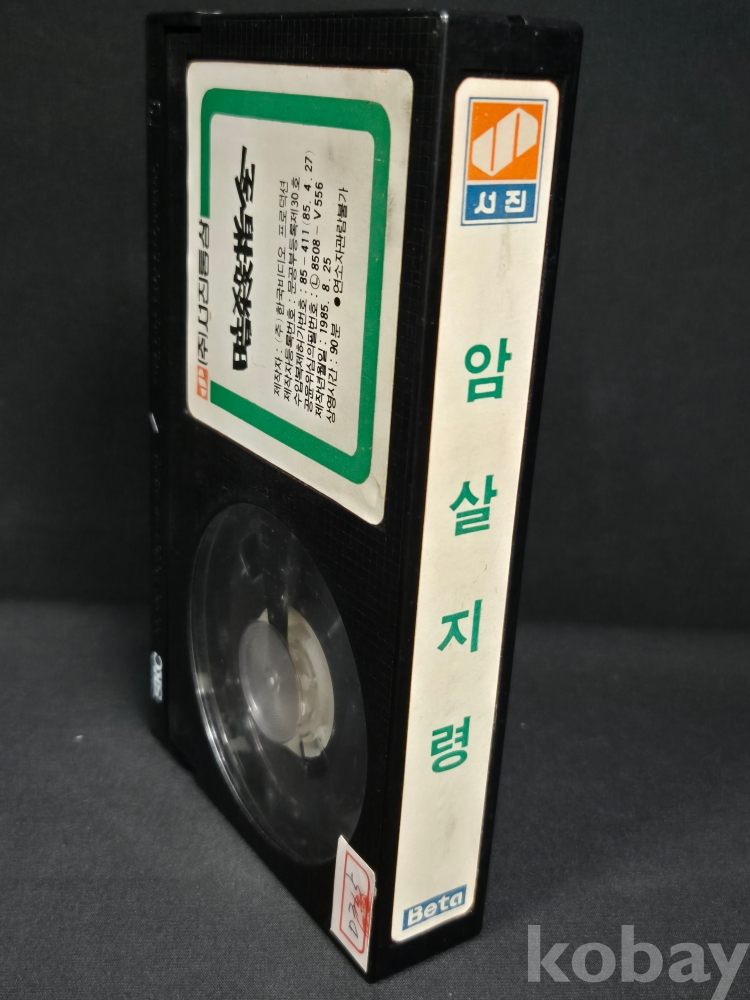 서진
암살지령
Beta
제작자 : (주)한국비디오 프로덕션
제작자등록번호 : 문공부등록제30호
수입복제허가번호 : 85-411(85. 4. 27)
공윤위심의필번호 : Ⓛ8508-V556
제작년월일 : 1985. 8. 25
상영시간 : 90분 ●연소자관람불가
kobay